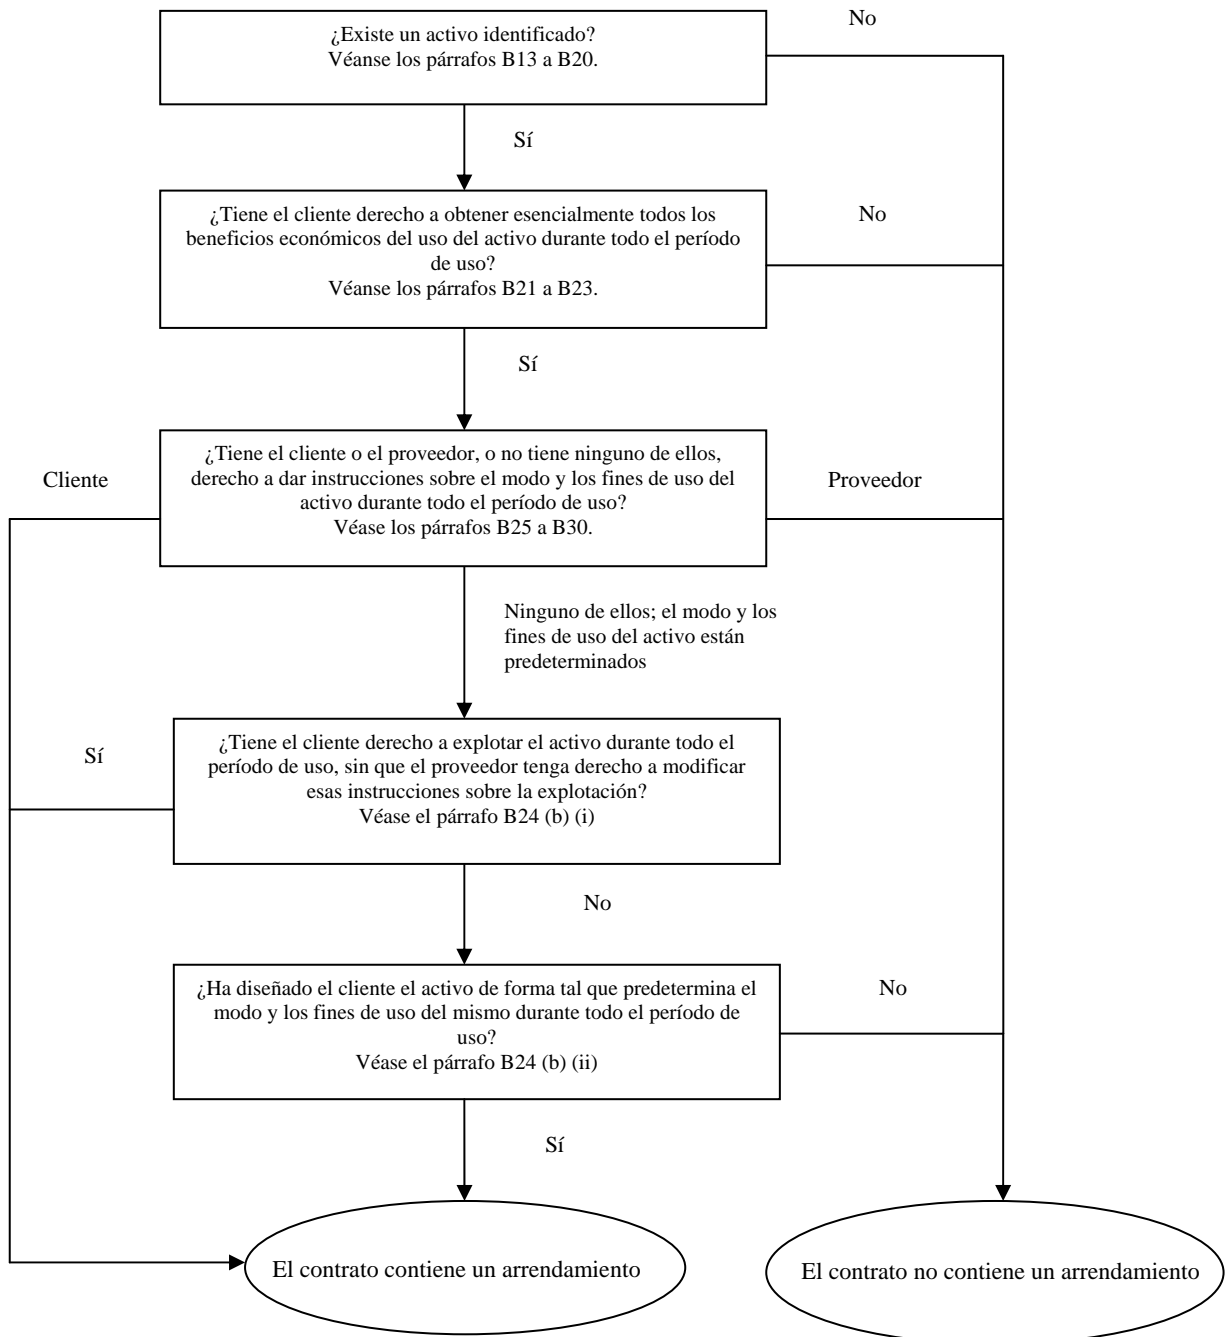 ¿Existe un activo identificado?
Véanse los párrafos B13 a B20.
No
Sí
¿Tiene el cliente derecho a obtener esencialmente todos los
beneficios económicos del uso del activo durante todo el período
de uso?
Véanse los párrafos B21 a B23.
No
Sí
Cliente
¿Tiene el cliente o el proveedor, o no tiene ninguno de ellos,
derecho a dar instrucciones sobre el modo y los fines de uso del
activo durante todo el período de uso?
Véase los párrafos B25 a B30.
Proveedor
Ninguno de ellos; el modo y los
fines de uso del activo están
predeterminados
Sí
¿Tiene el cliente derecho a explotar el activo durante todo el
período de uso, sin que el proveedor tenga derecho a modificar
esas instrucciones sobre la explotación?
Véase el párrafo B24 (b) (i)
No
¿Ha diseñado el cliente el activo de forma tal que predetermina el
modo y los fines de uso del mismo durante todo el período de
uso?
Véase el párrafo B24 (b) (ii)
No
Sí
El contrato contiene un arrendamiento
El contrato no contiene un arrendamiento